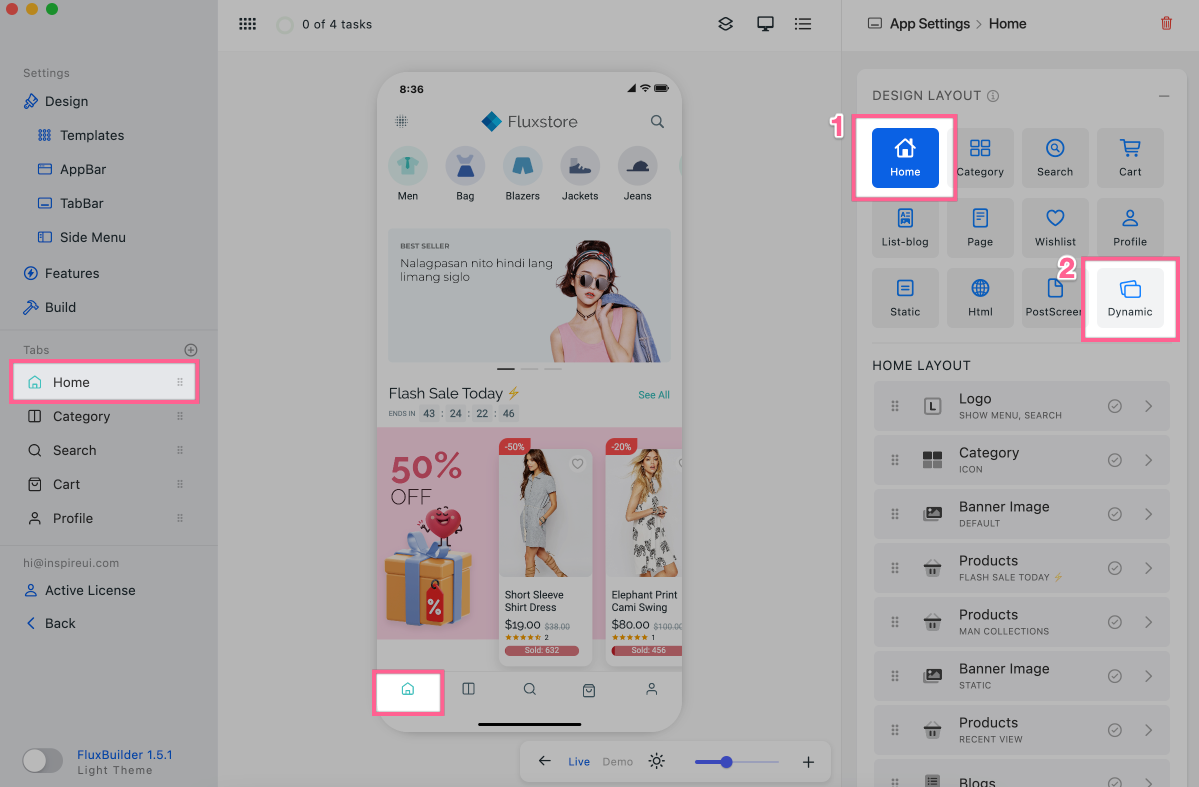 Settings
Design
Templates
AppBar
TabBar
Side Menu
Features
Build
Tabs
Home
Category
Search
Cart
Profile
hi@inspireui.com
Active License
Back
FluxBuilder 1.5.1
Light Theme
0 of 4 tasks
8:36
Fluxstore
Men
Bag
Blazers
Jackets
Jeans
BEST SELLER
Nalagpasan nito hindi lang
limang siglo
Flash Sale Today ⚡
See All
ENDS IN 43 : 24 : 22 : 46
50%
OFF
%
-50%
Short Sleeve
Shirt Dress
$19.00 $38.00
2
Sold: 632
-20%
Elephant Print
Cami Swing
$80.00 $100.00
1
Sold: 456
Live
Demo
App Settings > Home
DESIGN LAYOUT
1
Home
Category
Search
Cart
List-blog
Page
Wishlist
Profile
2
Static
Html
PostScreen
Dynamic
HOME LAYOUT
L
Logo
SHOW MENU, SEARCH
Category
ICON
Banner Image
DEFAULT
Products
FLASH SALE TODAY ⚡
Products
MAN COLLECTIONS
Banner Image
STATIC
Products
RECENT VIEW
Blogs